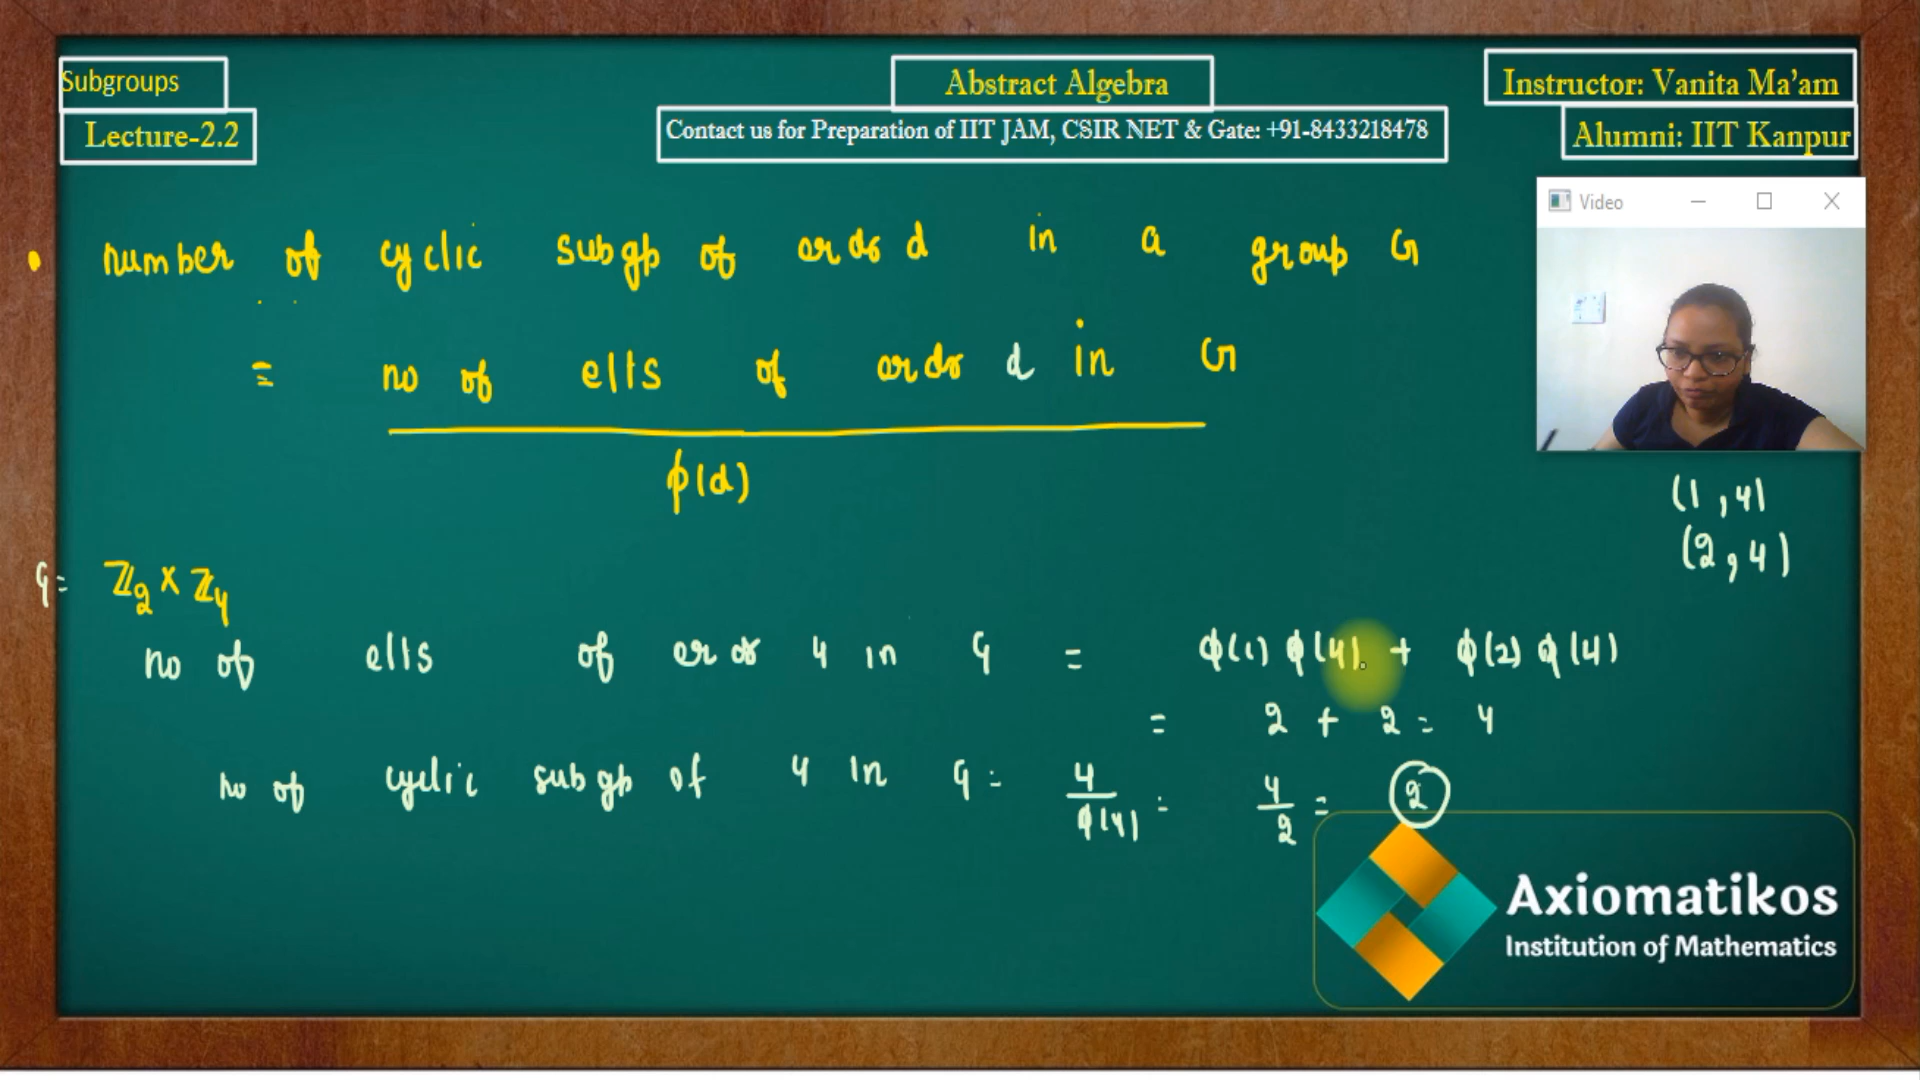 Subgroups
Abstract Algebra
Instructor: Vanita Ma'am
Lecture-2.2
Contact us for Preparation of IIT JAM, CSIR NET & Gate: +91-8433218478
Alumni: IIT Kanpur
Video
• number of cyclic subgp of order d in a group G
= no of elts of order d in G
ϕ(d)
(1, 4)
(2, 4)
G = ℤ₂ × ℤ₄
no of elts of order 4 in G = ϕ(1) ϕ(4) + ϕ(2) ϕ(4)
= 2 + 2 = 4
no of cyclic subgp of 4 in G = 4/ϕ(4) = 4/2 = 2
Axiomatikos
Institution of Mathematics